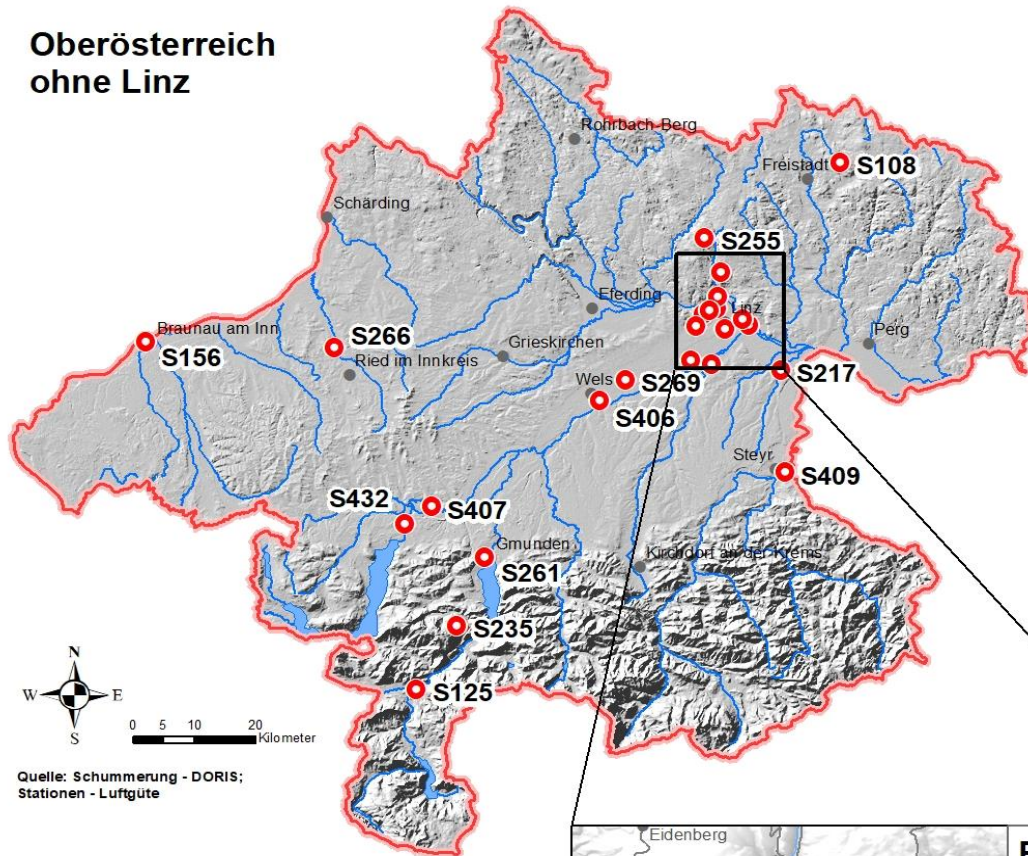 Oberösterreich
ohne Linz
Rohrbach-Berg
Freistadt
S108
Schärding
S255
Eferding
Linz
Braunau am Inn
S156
S266
Ried im Innkreis
Grieskirchen
Perg
Wels
S269
S217
S406
Steyr
S409
S432
S407
Gmunden
S261
Kirchdorf an der Krems
S235
S125
N
W E
S
0 5 10 20
Kilometer
Quelle: Schummerung - DORIS;
Stationen - Luftgüte
Eidenberg